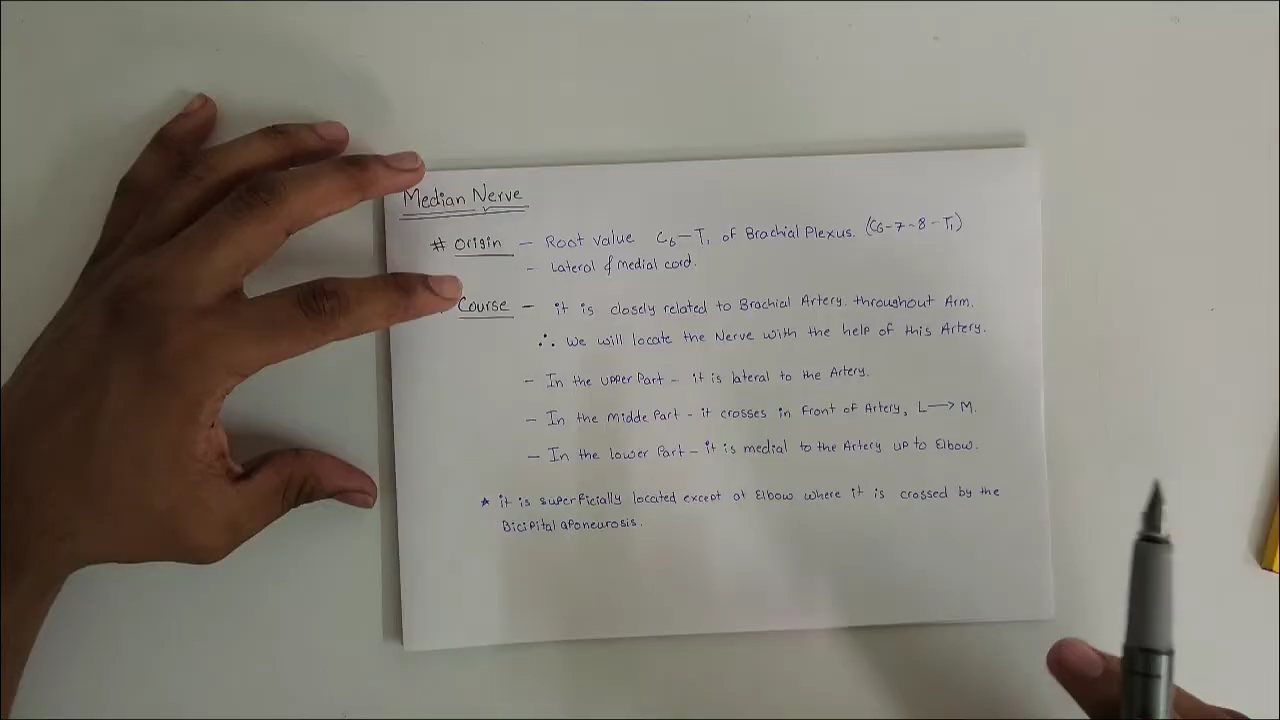 Median Nerve
# Origin - Root value C6-T1 of Brachial Plexus. (C6-7-8-T1)
- Lateral & medial cord.
Course - it is closely related to Brachial Artery. throughout Arm.
∴ we will locate the Nerve with the help of this Artery.
- In the upper Part - it is lateral to the Artery.
- In the midde Part - it crosses in Front of Artery, L → M.
- In the lower Part - it is medial to the Artery up to Elbow.
* it is superficially located except at Elbow where it is crossed by the
Bicipital aponeurosis.